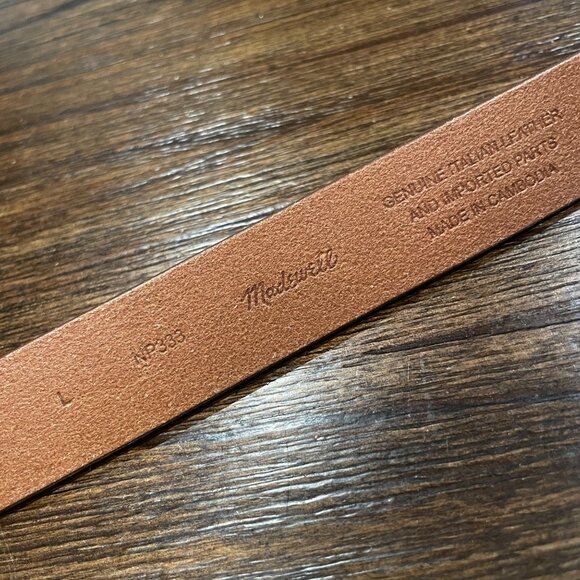 L
NP333
Madewell
GENUINE ITALIAN LEATHER
AND IMPORTED PARTS
MADE IN CAMBODIA